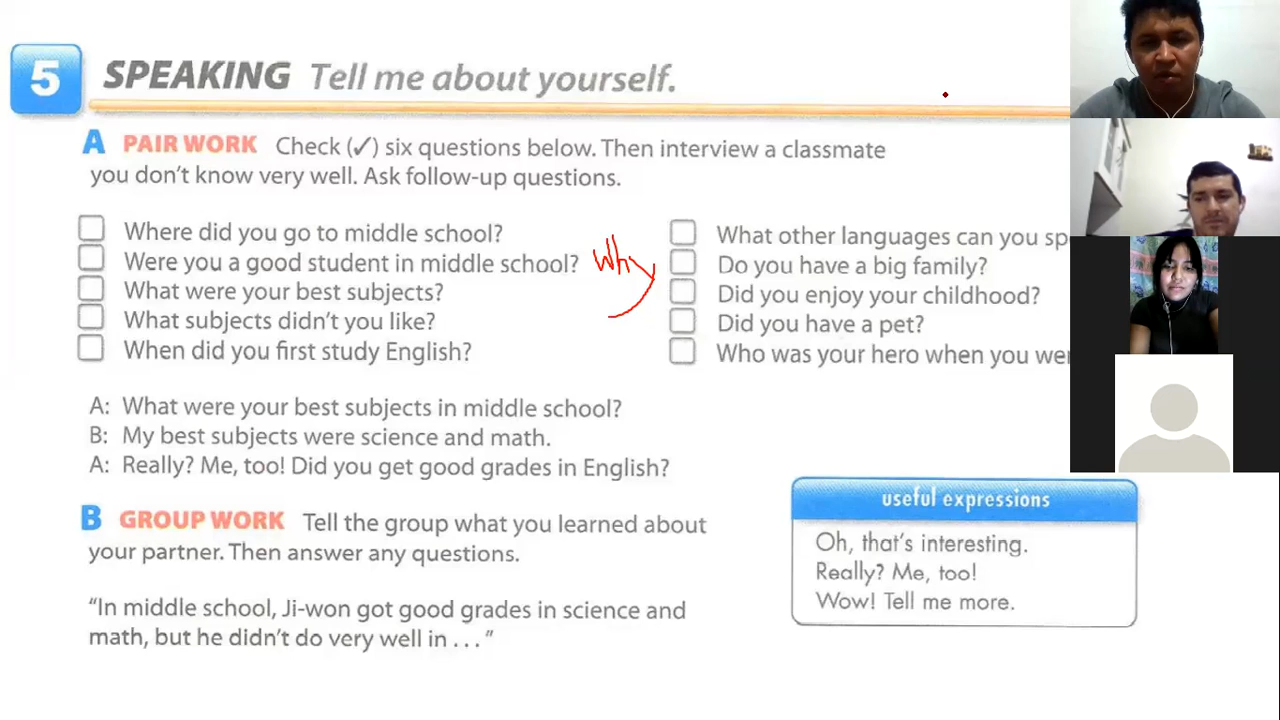 5 SPEAKING Tell me about yourself.
A PAIR WORK Check (✓) six questions below. Then interview a classmate
you don't know very well. Ask follow-up questions.
Where did you go to middle school?
Were you a good student in middle school?
What were your best subjects?
What subjects didn't you like?
When did you first study English?
Why
What other languages can you sp
Do you have a big family?
Did you enjoy your childhood?
Did you have a pet?
Who was your hero when you wer
A: What were your best subjects in middle school?
B: My best subjects were science and math.
A: Really? Me, too! Did you get good grades in English?
B GROUP WORK Tell the group what you learned about
your partner. Then answer any questions.
“In middle school, Ji-won got good grades in science and
math, but he didn't do very well in . . . ”
useful expressions
Oh, that's interesting.
Really? Me, too!
Wow! Tell me more.